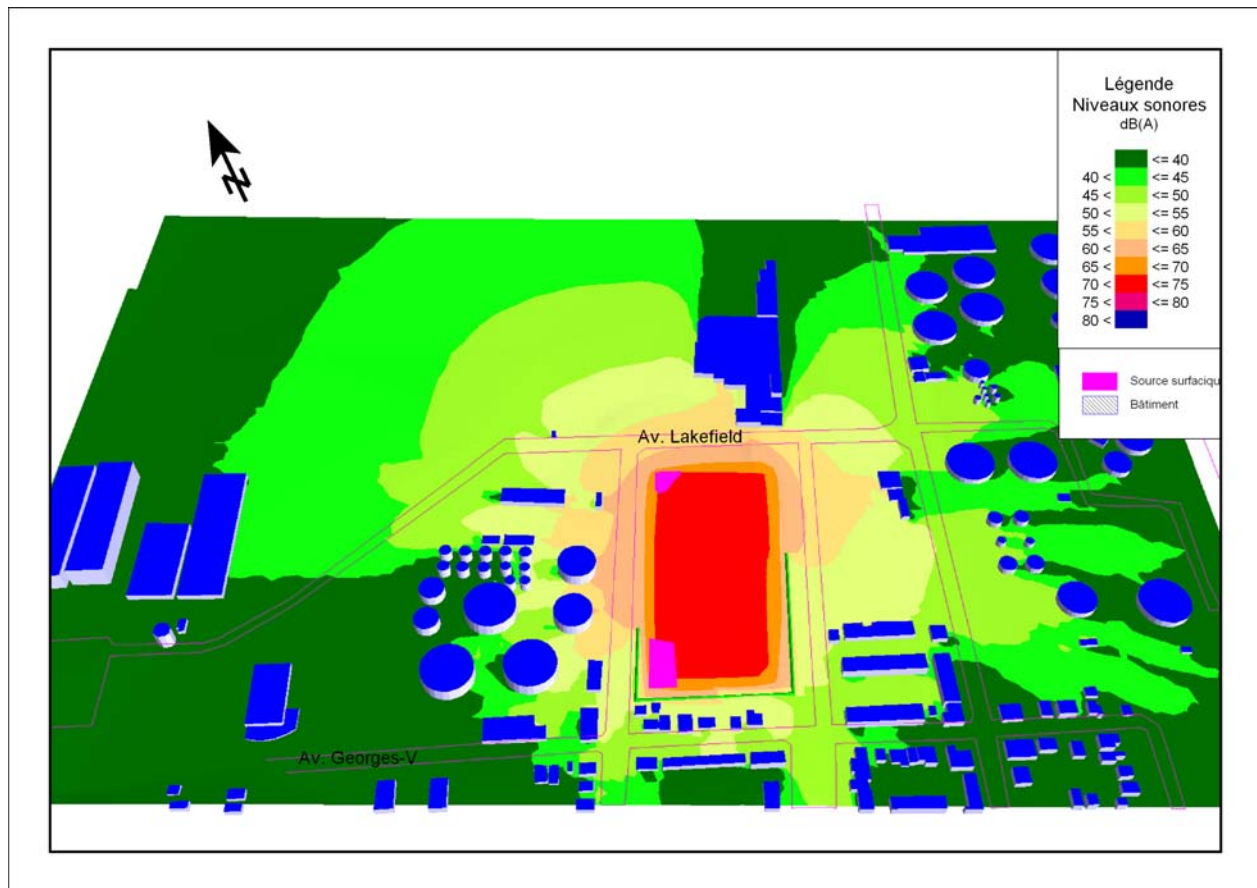 Légende
Niveaux sonores
dB(A)
<= 40
40 < <= 45
45 < <= 50
50 < <= 55
55 < <= 60
60 < <= 65
65 < <= 70
70 < <= 75
75 < <= 80
80 <
Source surfaciqu
Bâtiment
N
Av. Lakefield
Av. Georges-V